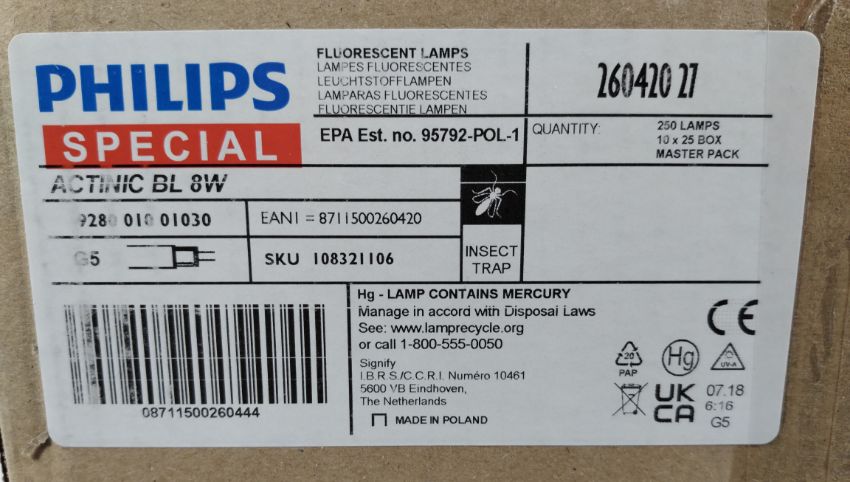 PHILIPS
SPECIAL
FLUORESCENT LAMPS
LAMPES FLUORESCENTES
LEUCHTSTOFFLAMPEN
LAMPARAS FLUORESCENTES
FLUORESCENTIE LAMPEN
260420 27
EPA Est. no. 95792-POL-1
QUANTITY:
250 LAMPS
10 x 25 BOX
MASTER PACK
ACTINIC BL 8W
9280 010 01030
EAN1 = 8711500260420
G5
SKU 108321106
INSECT
TRAP
08711500260444
Hg - LAMP CONTAINS MERCURY
Manage in accord with Disposal Laws
See: www.lamprecycle.org
or call 1-800-555-0050
Signify
I.B.R.S./C.C.R.I. Numéro 10461
5600 VB Eindhoven,
The Netherlands
MADE IN POLAND
CE
20
PAP
Hg
UV-A
UK
CA
07.18
6:16
G5